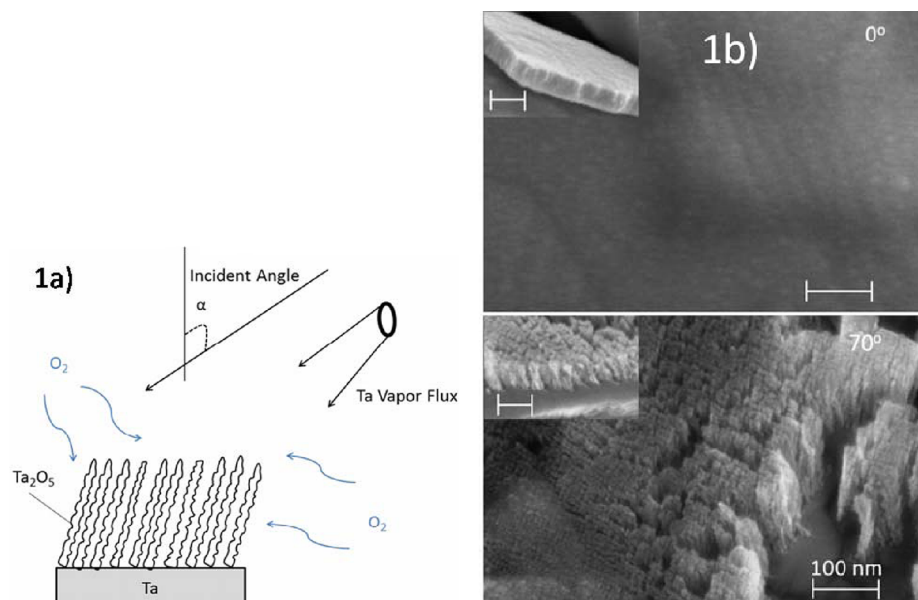 1a)
Incident Angle
α
O₂
Ta Vapor Flux
Ta₂O₅
O₂
Ta
1b)
0°
70°
100 nm